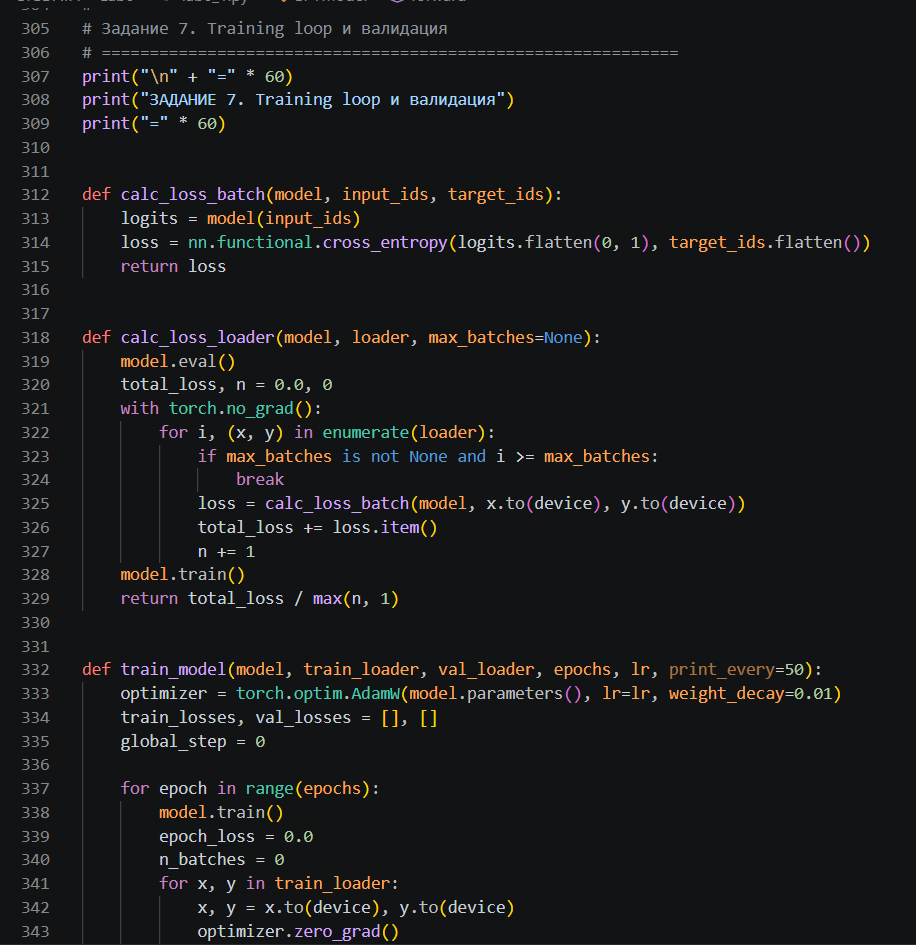 305 # Задание 7. Training loop и валидация
306 # ============================================================
307 print("\n" + "=" * 60)
308 print("ЗАДАНИЕ 7. Training loop и валидация")
309 print("=" * 60)
310
311
312 def calc_loss_batch(model, input_ids, target_ids):
313     logits = model(input_ids)
314     loss = nn.functional.cross_entropy(logits.flatten(0, 1), target_ids.flatten())
315     return loss
316
317
318 def calc_loss_loader(model, loader, max_batches=None):
319     model.eval()
320     total_loss, n = 0.0, 0
321     with torch.no_grad():
322         for i, (x, y) in enumerate(loader):
323             if max_batches is not None and i >= max_batches:
324                 break
325             loss = calc_loss_batch(model, x.to(device), y.to(device))
326             total_loss += loss.item()
327             n += 1
328     model.train()
329     return total_loss / max(n, 1)
330
331
332 def train_model(model, train_loader, val_loader, epochs, lr, print_every=50):
333     optimizer = torch.optim.AdamW(model.parameters(), lr=lr, weight_decay=0.01)
334     train_losses, val_losses = [], []
335     global_step = 0
336
337     for epoch in range(epochs):
338         model.train()
339         epoch_loss = 0.0
340         n_batches = 0
341         for x, y in train_loader:
342             x, y = x.to(device), y.to(device)
343             optimizer.zero_grad()